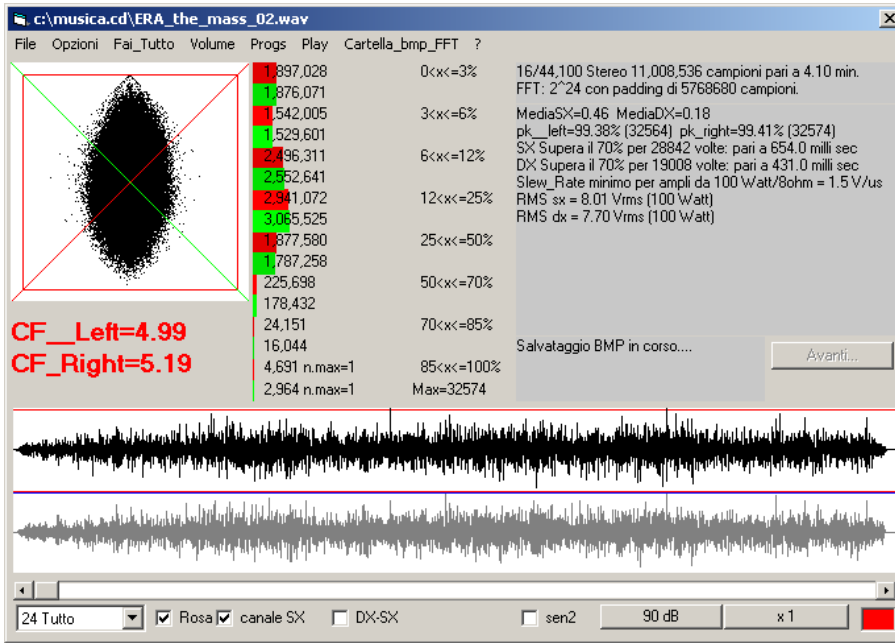 c:\musica.cd\ERA_the_mass_02.wav
File Opzioni Fai_Tutto Volume Progs Play Cartella_bmp_FFT ?
1,897,028 0<x<=3%
1,876,071
1,542,005 3<x<=6%
1,529,601
2,496,311 6<x<=12%
2,552,641
2,941,072 12<x<=25%
3,065,525
1,877,580 25<x<=50%
1,787,258
225,698 50<x<=70%
178,432
24,151 70<x<=85%
16,044
4,691 n.max=1 85<x<=100%
2,964 n.max=1 Max=32574
16/44,100 Stereo 11,008,536 campioni pari a 4.10 min.
FFT: 2^24 con padding di 5768680 campioni.
MediaSX=0.46 MediaDX=0.18
pk__left=99.38% (32564) pk_right=99.41% (32574)
SX Supera il 70% per 28842 volte: pari a 654.0 milli sec
DX Supera il 70% per 19008 volte: pari a 431.0 milli sec
Slew_Rate minimo per ampli da 100 Watt/8ohm = 1.5 V/us
RMS sx = 8.01 Vrms (100 Watt)
RMS dx = 7.70 Vrms (100 Watt)
CF__Left=4.99
CF_Right=5.19
Salvataggio BMP in corso....
Avanti...
24 Tutto Rosa canale SX DX-SX sen2 90 dB x 1